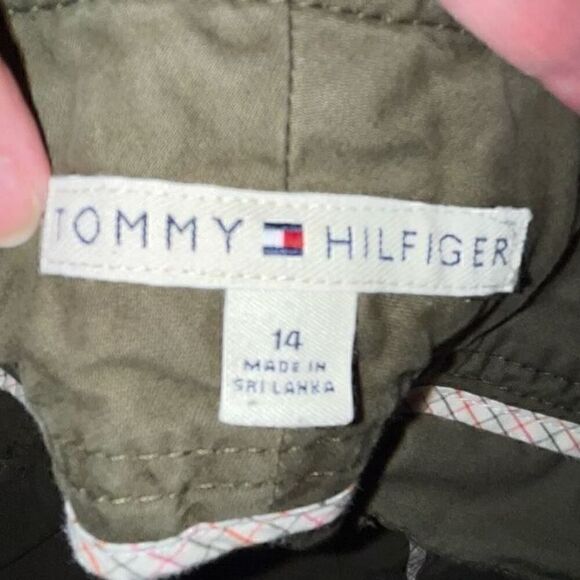 TOMMY HILFIGER
14
MADE IN
SRI LANKA